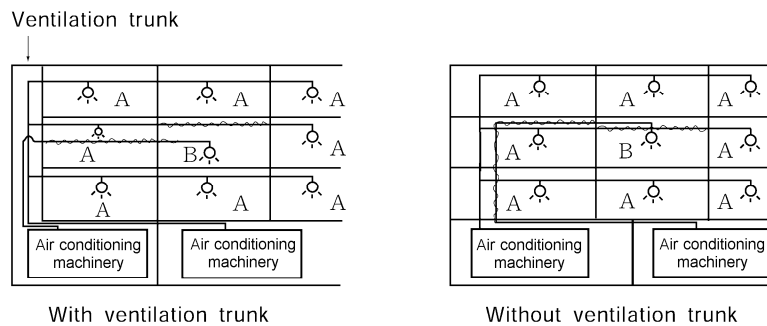 Ventilation trunk
A A A A A A
A B A A B A
A A A A A A
Air conditioning machinery
Air conditioning machinery
Air conditioning machinery
Air conditioning machinery
With ventilation trunk
Without ventilation trunk